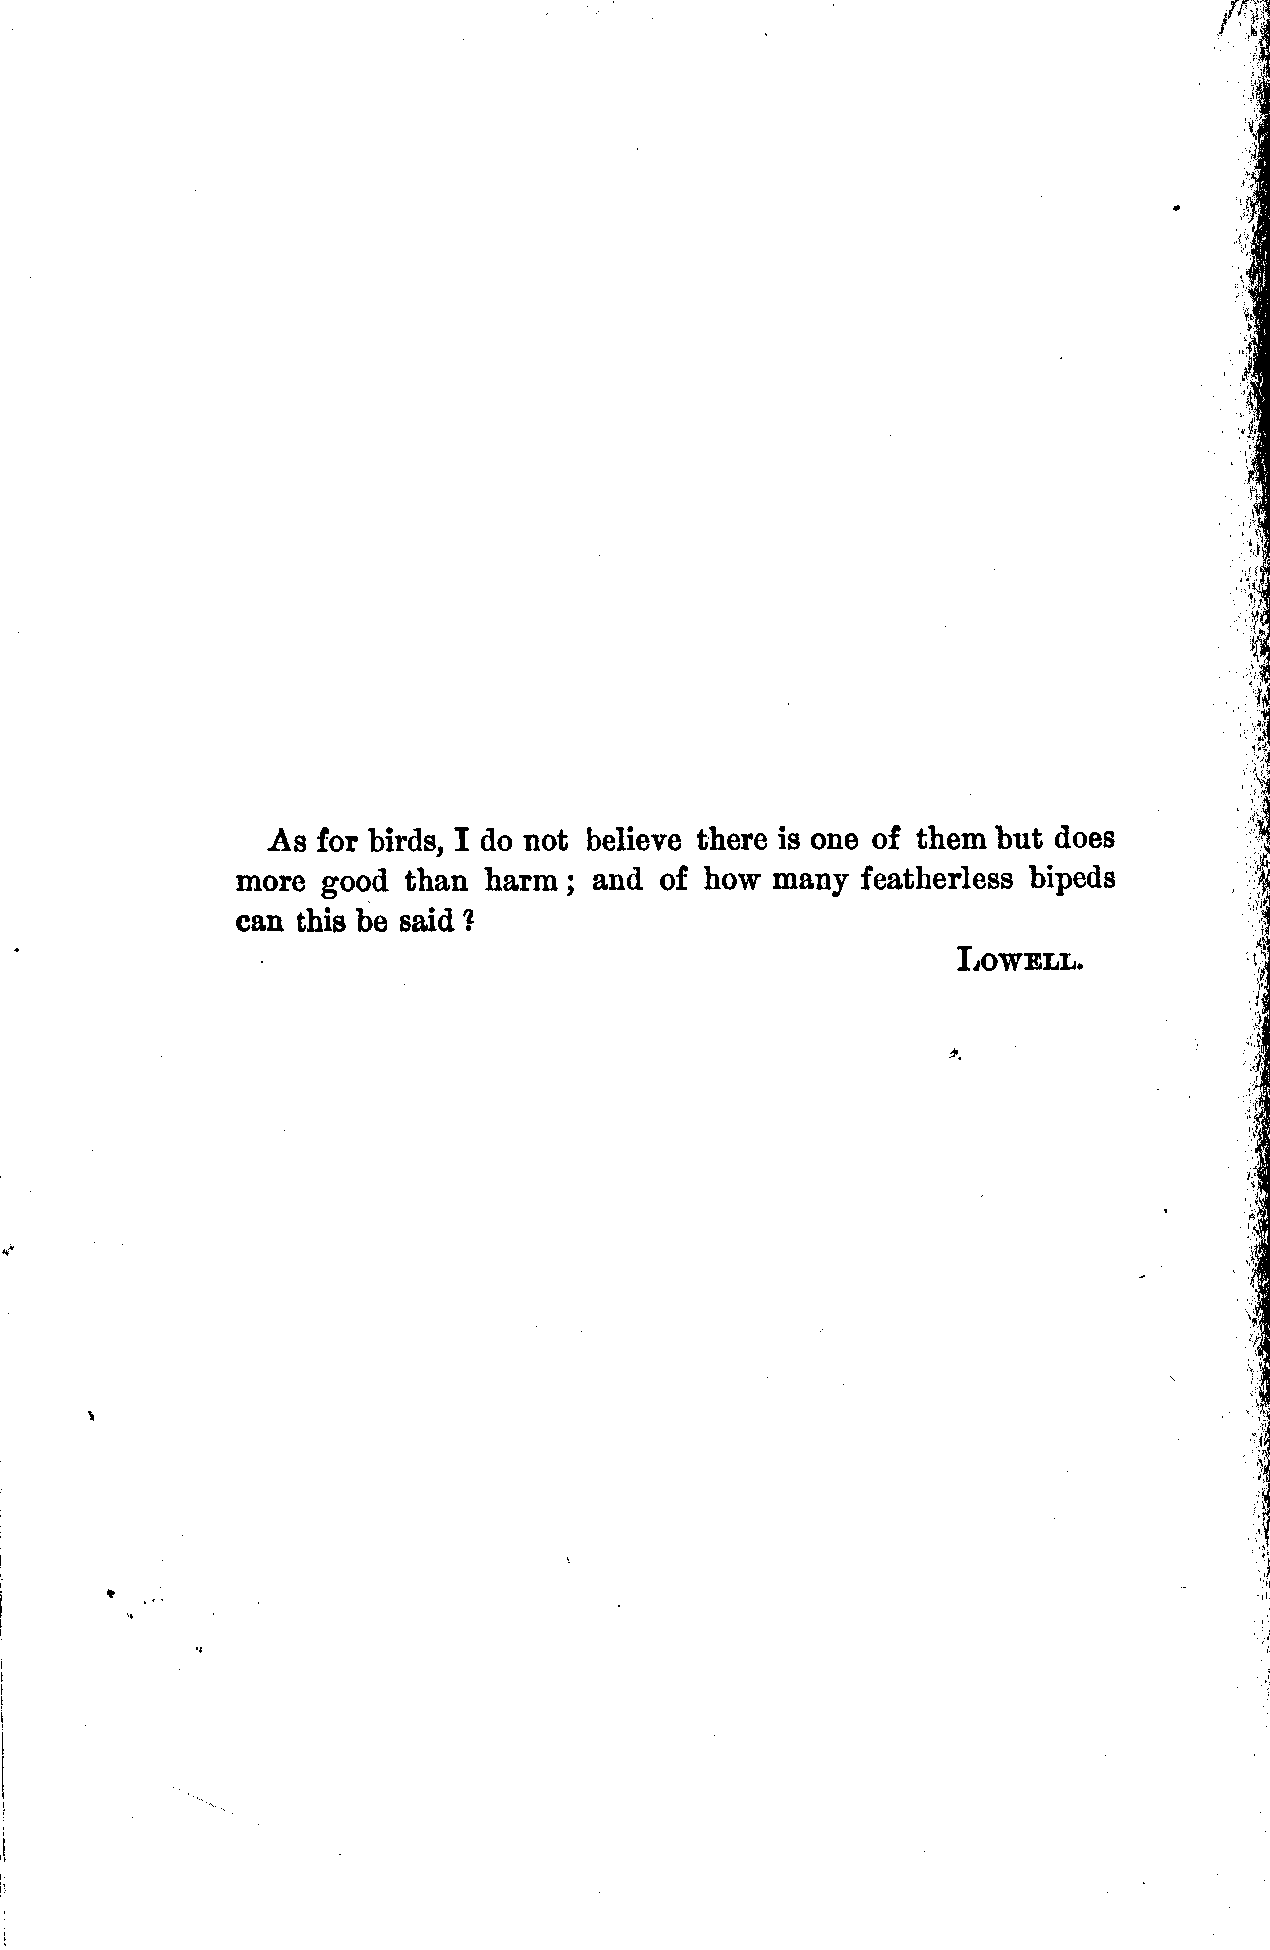 As for birds, I do not believe there is one of them but does
more good than harm; and of how many featherless bipeds
can this be said?
LOWELL.